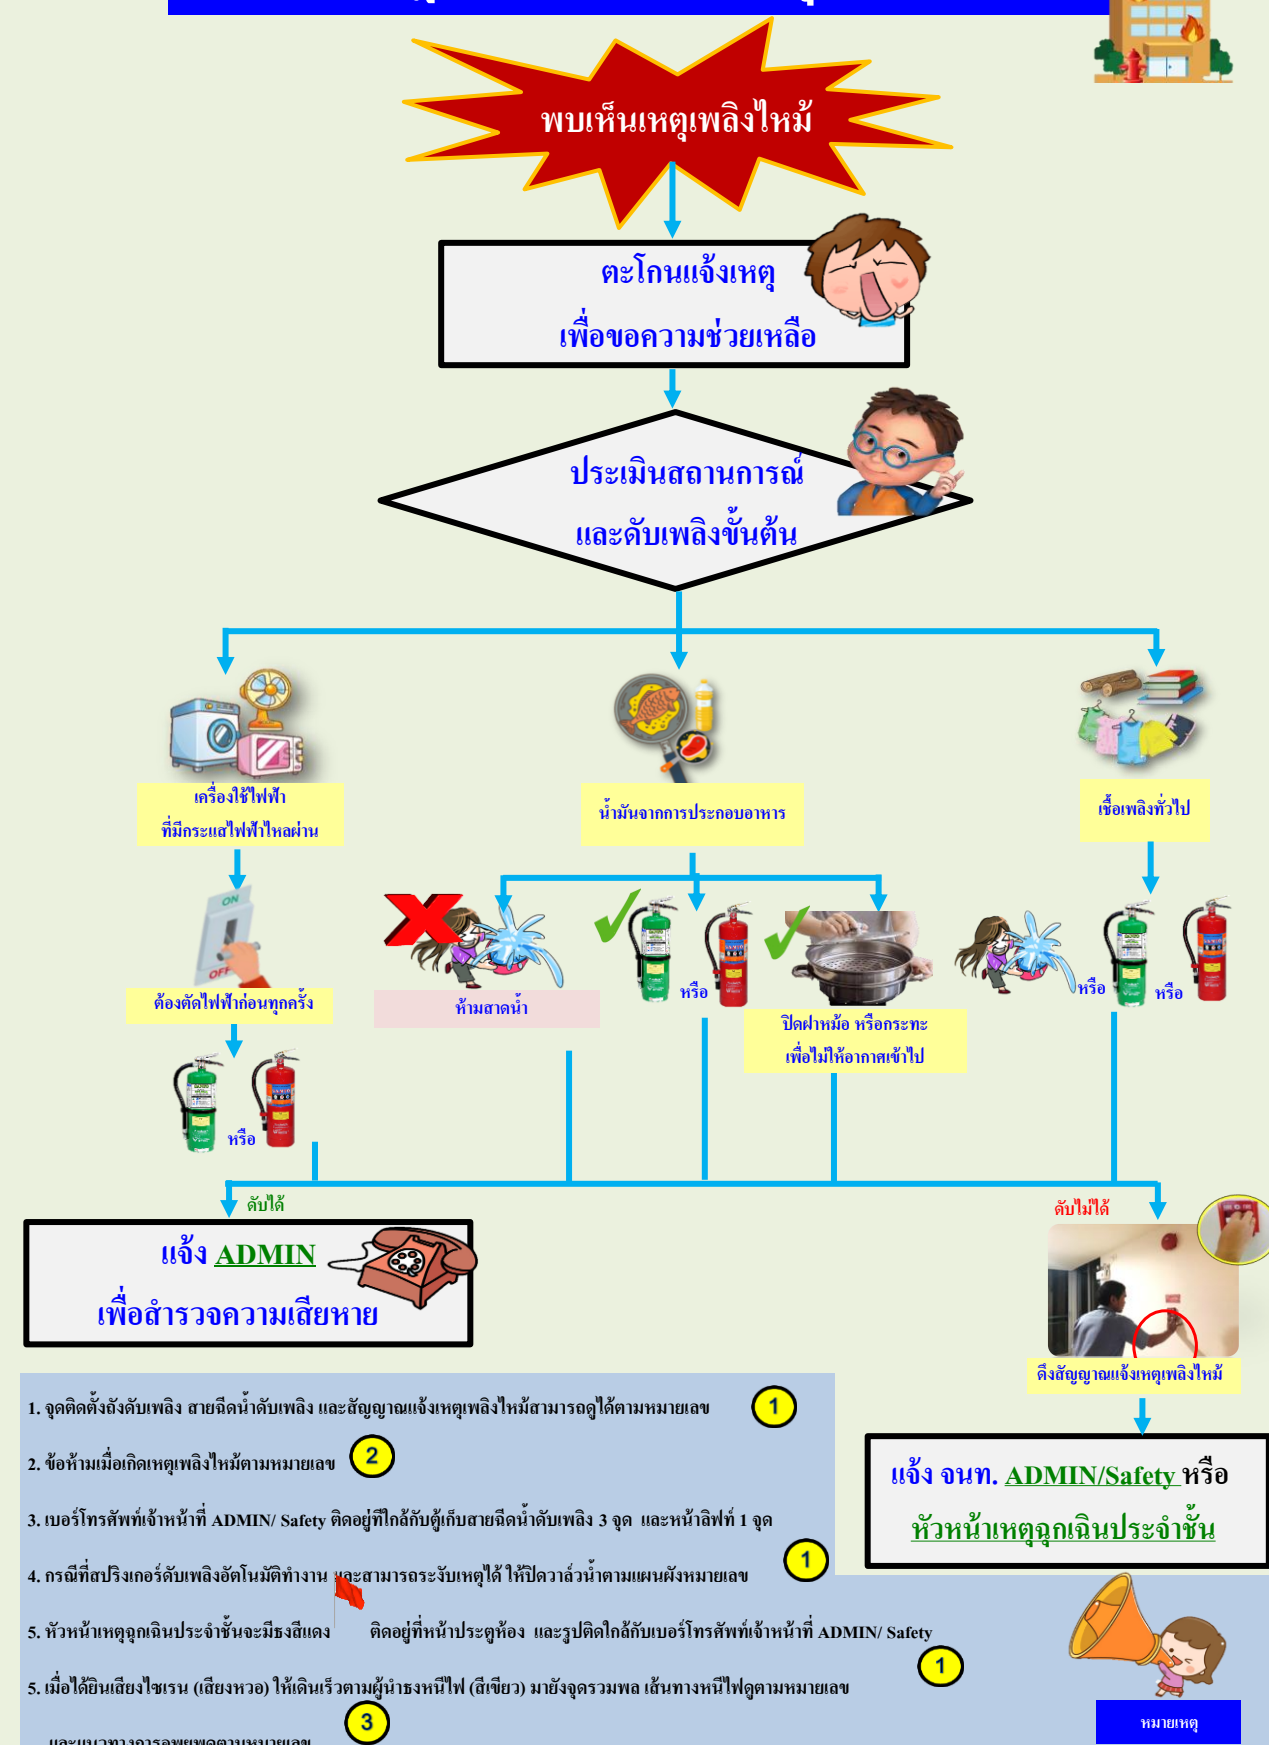 พบเห็นเหตุเพลิงไหม้
ตะโกนแจ้งเหตุ
เพื่อขอความช่วยเหลือ
ประเมินสถานการณ์
และดับเพลิงขั้นต้น
เครื่องใช้ไฟฟ้า
ที่มีกระแสไฟฟ้าไหลผ่าน
น้ำมันจากการประกอบอาหาร
เชื้อเพลิงทั่วไป
ON
OFF
ต้องตัดไฟฟ้าก่อนทุกครั้ง
ห้ามสาดน้ำ
หรือ
ปิดฝาหม้อ หรือกระทะ
เพื่อไม่ให้อากาศเข้าไป
หรือ
หรือ
หรือ
ดับได้
ดับไม่ได้
แจ้ง ADMIN
เพื่อสำรวจความเสียหาย
ดึงสัญญาณแจ้งเหตุเพลิงไหม้
แจ้ง จนท. ADMIN/Safety หรือ
หัวหน้าเหตุฉุกเฉินประจำชั้น
1. จุดติดตั้งถังดับเพลิง สายฉีดน้ำดับเพลิง และสัญญาณแจ้งเหตุเพลิงไหม้สามารถดูได้ตามหมายเลข 1
2. ข้อห้ามเมื่อเกิดเหตุเพลิงไหม้ตามหมายเลข 2
3. เบอร์โทรศัพท์เจ้าหน้าที่ ADMIN/ Safety ติดอยู่ที่ใกล้กับตู้เก็บสายฉีดน้ำดับเพลิง 3 จุด และหน้าลิฟท์ 1 จุด
4. กรณีที่สปริงเกอร์ดับเพลิงอัตโนมัติทำงาน และสามารถระงับเหตุได้ ให้ปิดวาล์วน้ำตามแผนผังหมายเลข 1
5. หัวหน้าเหตุฉุกเฉินประจำชั้นจะมีธงสีแดง ติดอยู่ที่หน้าประตูห้อง และรูปติดใกล้กับเบอร์โทรศัพท์เจ้าหน้าที่ ADMIN/ Safety
5. เมื่อได้ยินเสียงไซเรน (เสียงหวอ) ให้เดินเร็วตามผู้นำธงหนีไฟ (สีเขียว) มายังจุดรวมพล เส้นทางหนีไฟดูตามหมายเลข 1
และแนวทางการอพยพดูตามหมายเลข 3
หมายเหตุ